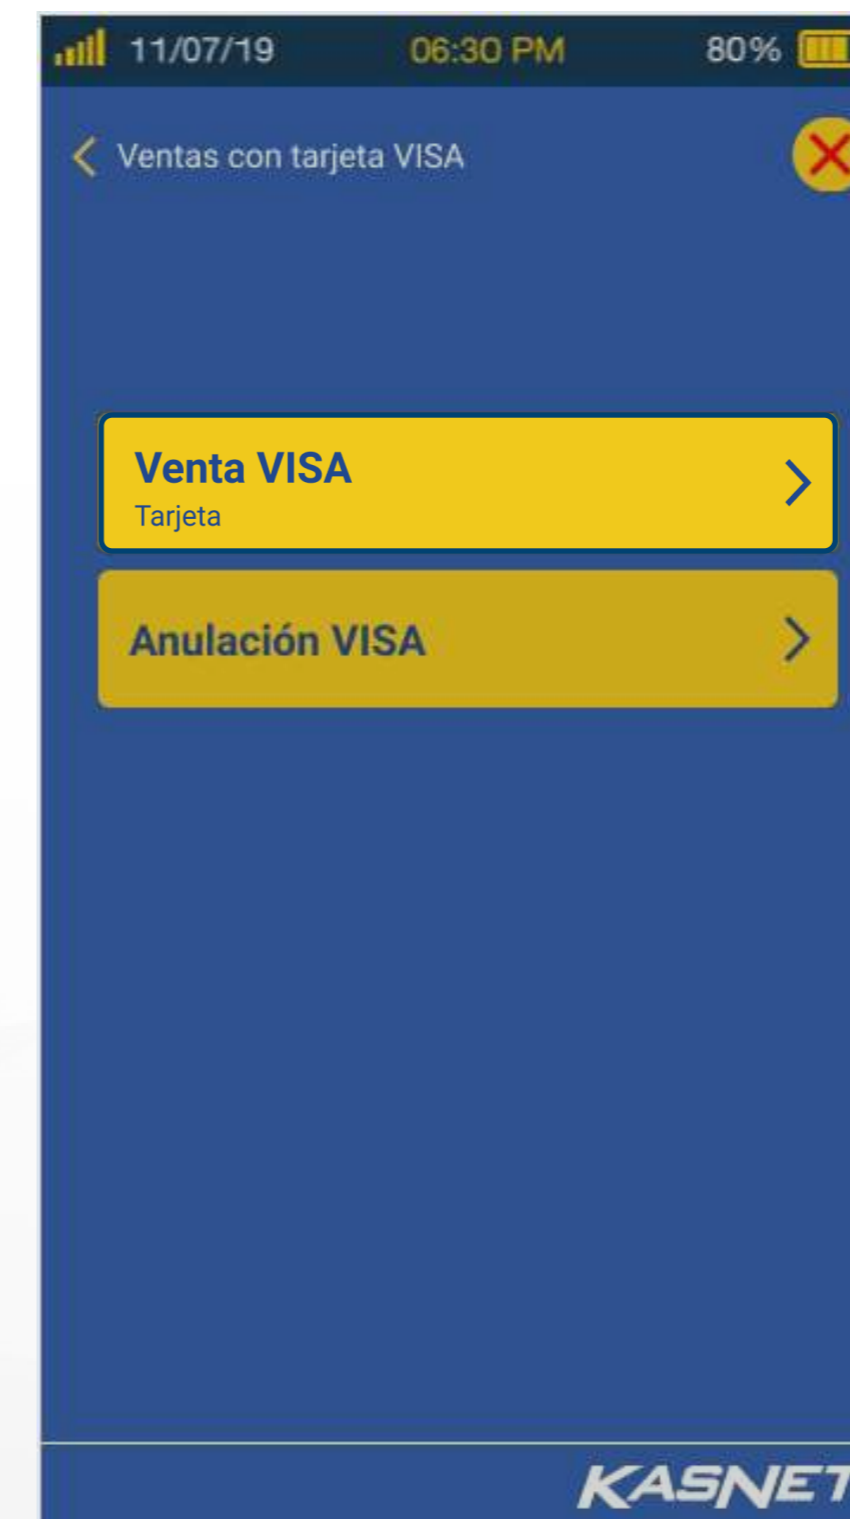 11/07/19 06:30 PM 80%
Ventas con tarjeta VISA
Venta VISA
Tarjeta
Anulación VISA
KASNET